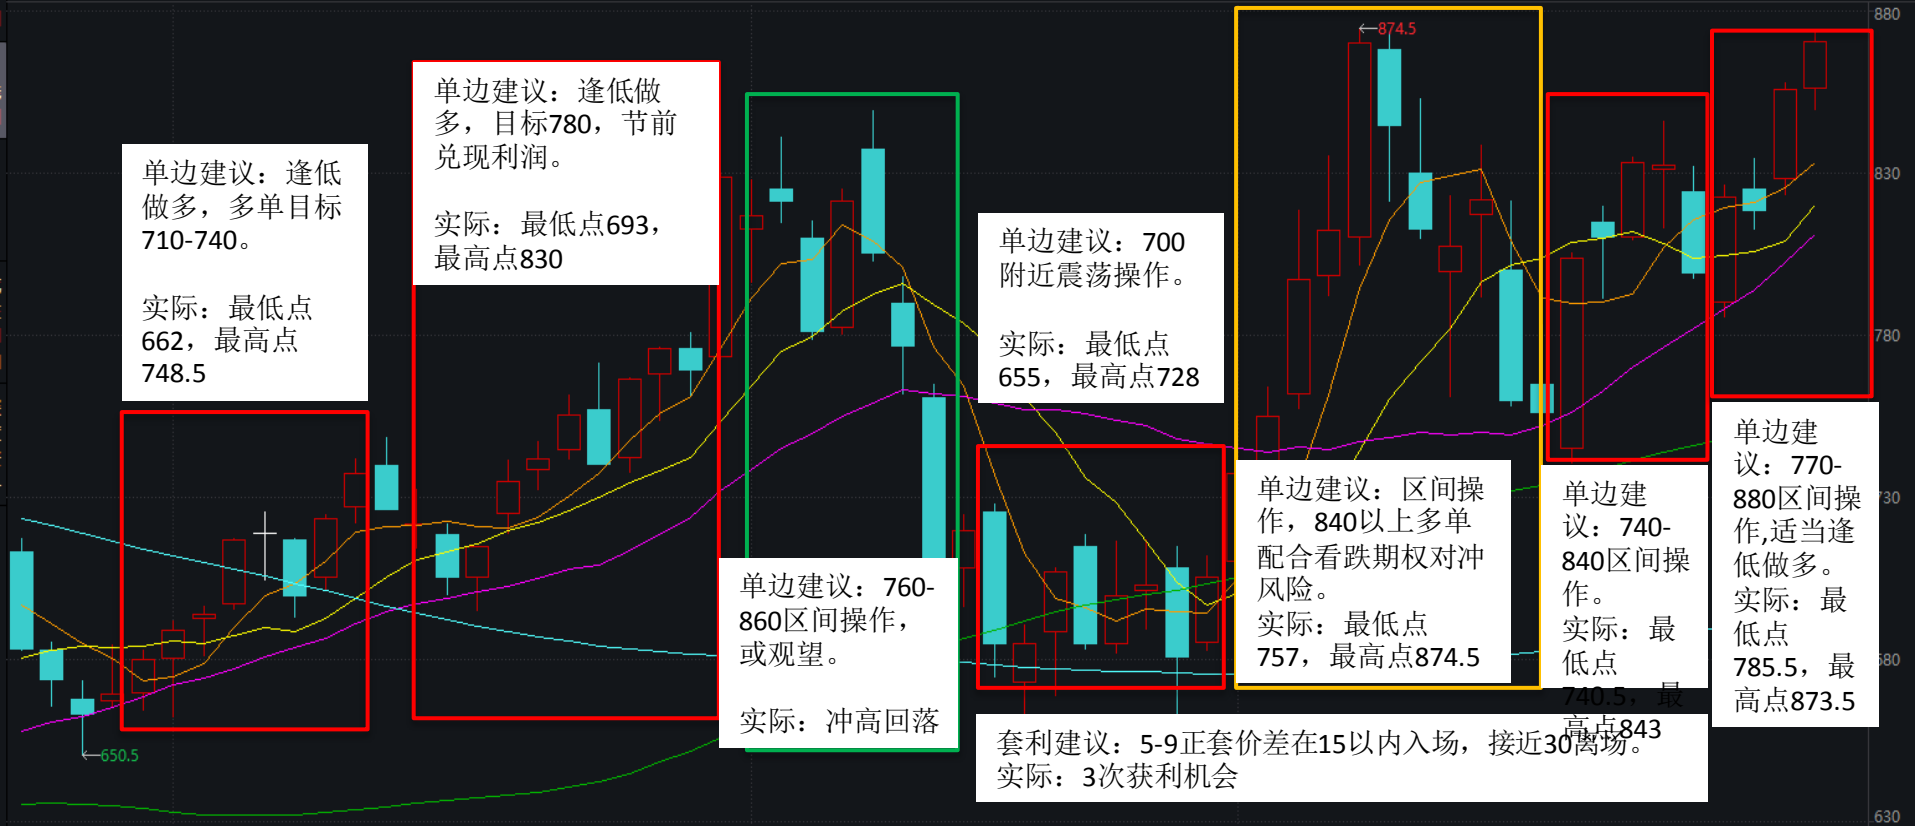 单边建议：逢低
做多，多单目标
710-740。
实际：最低点
662，最高点
748.5
单边建议：逢低做
多，目标780，节前
兑现利润。
实际：最低点693，
最高点830
单边建议：760-
860区间操作，
或观望。
实际：冲高回落
单边建议：700
附近震荡操作。
实际：最低点
655，最高点728
套利建议：5-9正套价差在15以内入场，接近30离场。
实际：3次获利机会
单边建议：区间操
作，840以上多单
配合看跌期权对冲
风险。
实际：最低点
757，最高点874.5
单边建
议：740-
840区间操
作。
实际：最
低点
740.5，最
高点843
单边建
议：770-
880区间操
作,适当逢
低做多。
实际：最
低点
785.5，最
高点873.5
650.5
874.5
880
830
780
730
680
630